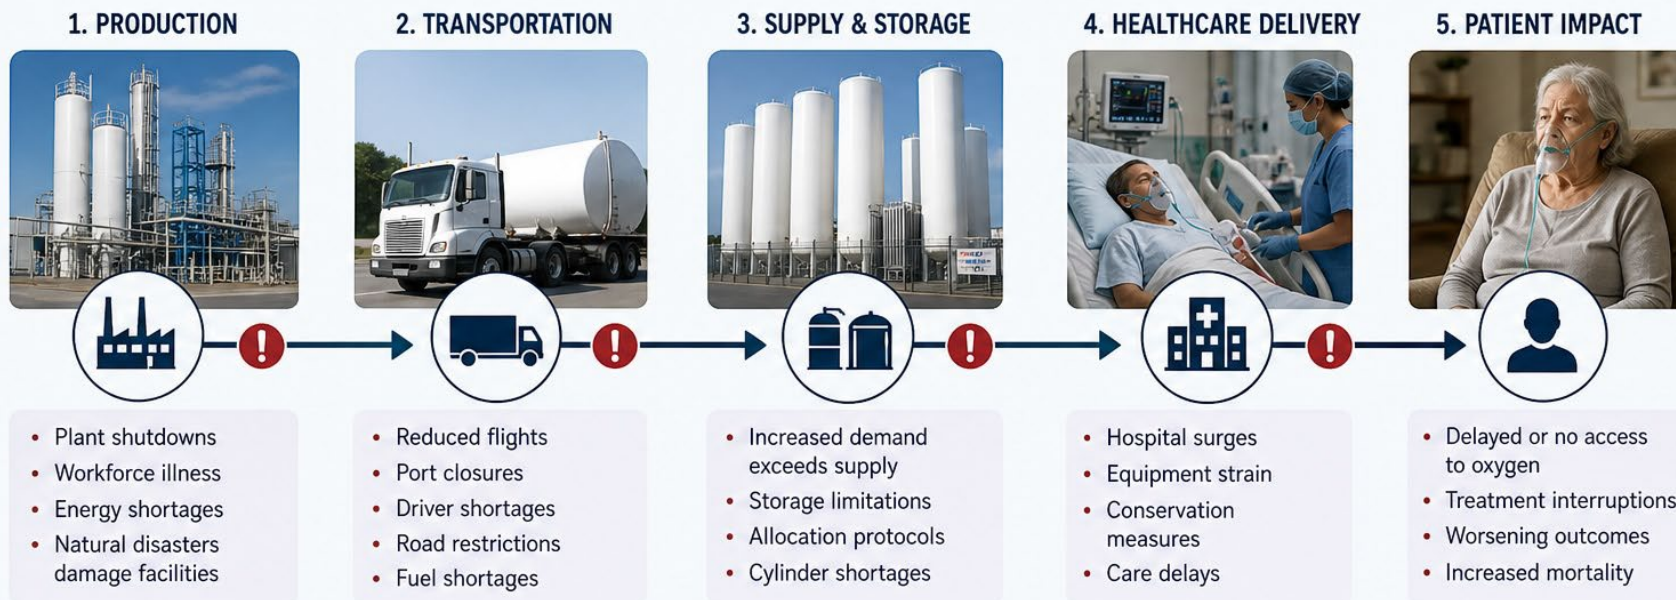 1. PRODUCTION
2. TRANSPORTATION
3. SUPPLY & STORAGE
4. HEALTHCARE DELIVERY
5. PATIENT IMPACT
• Plant shutdowns
• Workforce illness
• Energy shortages
• Natural disasters
damage facilities
• Reduced flights
• Port closures
• Driver shortages
• Road restrictions
• Fuel shortages
• Increased demand
exceeds supply
• Storage limitations
• Allocation protocols
• Cylinder shortages
• Hospital surges
• Equipment strain
• Conservation
measures
• Care delays
• Delayed or no access
to oxygen
• Treatment interruptions
• Worsening outcomes
• Increased mortality